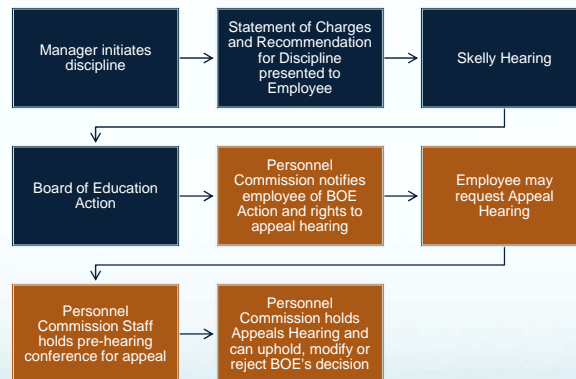 Manager initiates
discipline
Statement of Charges
and Recommendation
for Discipline
presented to
Employee
Skelly Hearing
Board of Education
Action
Personnel
Commission notifies
employee of BOE
Action and rights to
appeal hearing
Employee may
request Appeal
Hearing
Personnel
Commission Staff
holds pre-hearing
conference for appeal
Personnel
Commission holds
Appeals Hearing and
can uphold, modify or
reject BOE's decision